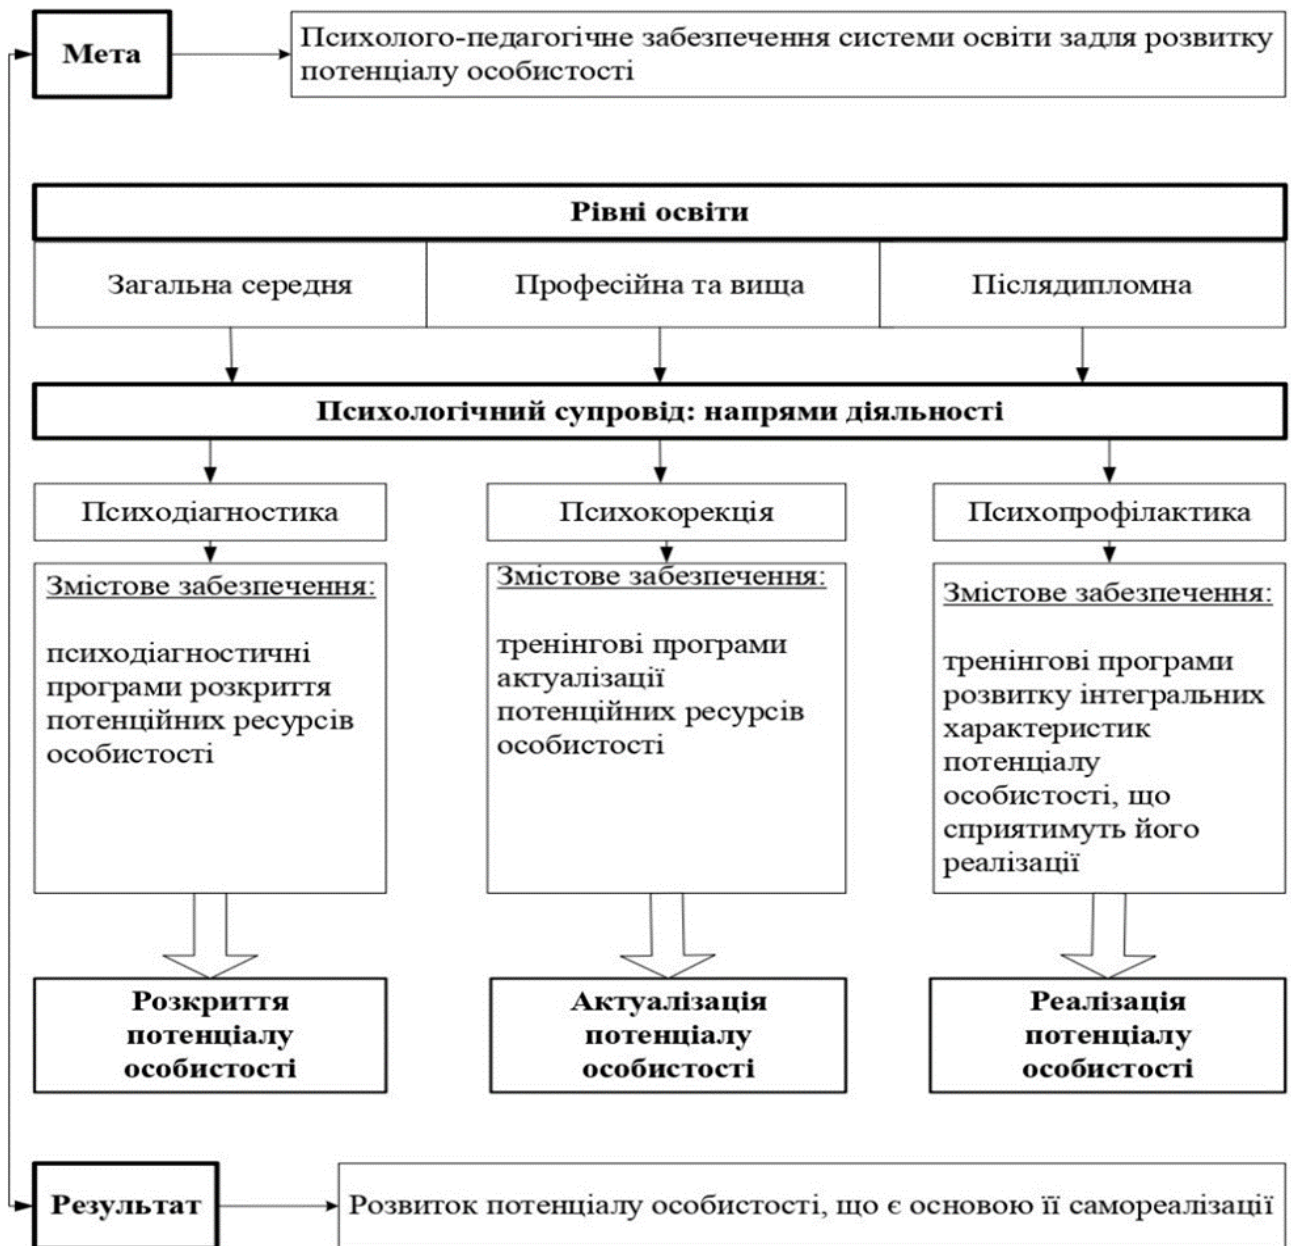 Мета
Психолого-педагогічне забезпечення системи освіти задля розвитку
потенціалу особистості
Рівні освіти
Загальна середня
Професійна та вища
Післядипломна
Психологічний супровід: напрями діяльності
Психодіагностика
Психокорекція
Психопрофілактика
Змістове забезпечення:
психодіагностичні
програми розкриття
потенційних ресурсів
особистості
Змістове забезпечення:
тренінгові програми
актуалізації
потенційних ресурсів
особистості
Змістове забезпечення:
тренінгові програми
розвитку інтегральних
характеристик
потенціалу
особистості, що
сприятимуть його
реалізації
Розкриття
потенціалу
особистості
Актуалізація
потенціалу
особистості
Реалізація
потенціалу
особистості
Результат
Розвиток потенціалу особистості, що є основою її самореалізації